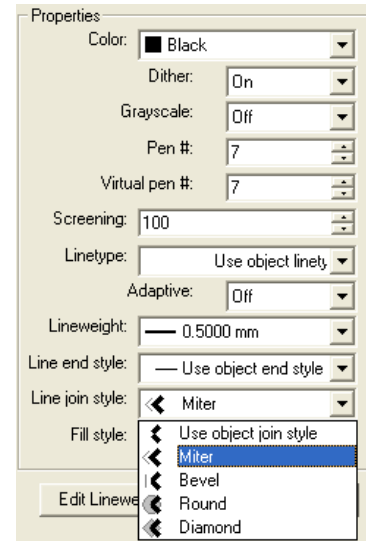 Properties
Color: Black
Dither: On
Grayscale: Off
Pen #: 7
Virtual pen #: 7
Screening: 100
Linetype: Use object linety
Adaptive: Off
Lineweight: 0.5000 mm
Line end style: Use object end style
Line join style: Miter
Fill style: Use object join style
Miter
Bevel
Edit Linewe Round
Diamond